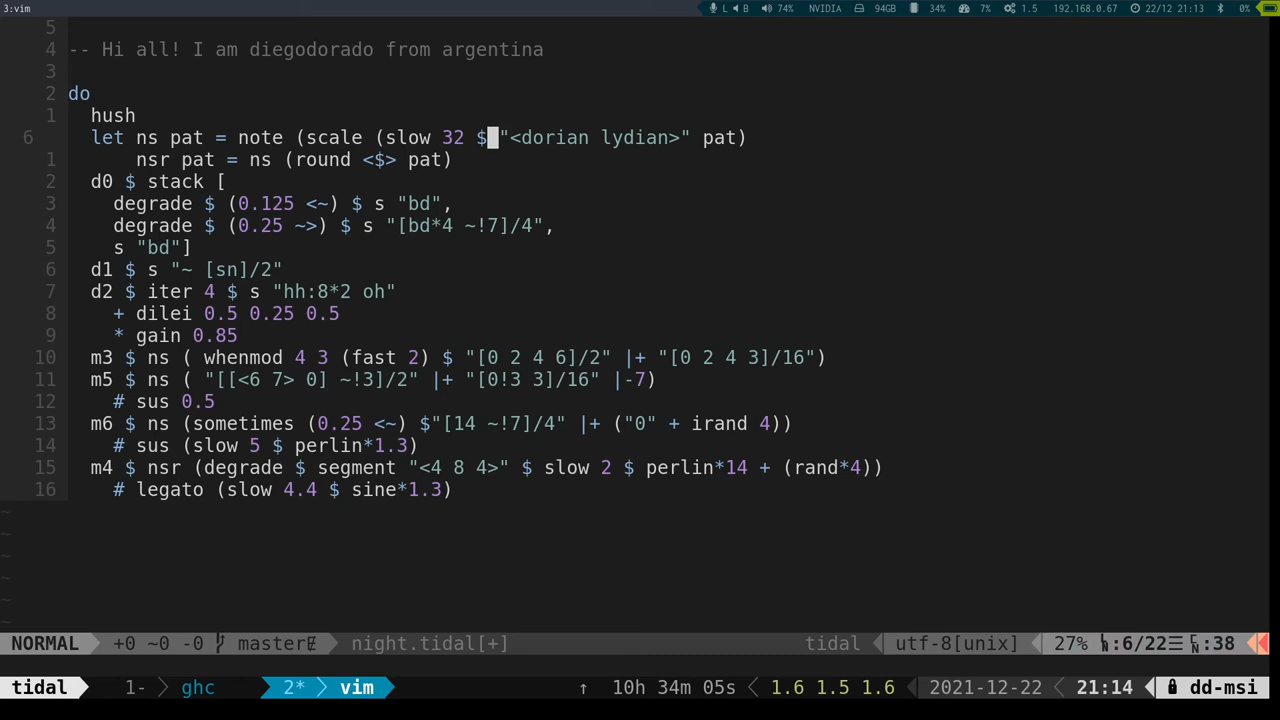 3:vim L B 74% NVIDIA 94GB 34% 7% 1.5 192.168.0.67 22/12 21:13 0%
5
4 -- Hi all! I am diegodorado from argentina
3
2 do
1 hush
6 let ns pat = note (scale (slow 32 $ "<dorian lydian>" pat)
1 nsr pat = ns (round <$> pat)
2 d0 $ stack [
3 degrade $ (0.125 <~) $ s "bd",
4 degrade $ (0.25 ~>) $ s "[bd*4 ~!7]/4",
5 s "bd"]
6 d1 $ s "~ [sn]/2"
7 d2 $ iter 4 $ s "hh:8*2 oh"
8 + dilei 0.5 0.25 0.5
9 * gain 0.85
10 m3 $ ns ( whenmod 4 3 (fast 2) $ "[0 2 4 6]/2" |+ "[0 2 4 3]/16")
11 m5 $ ns ( "[[<6 7> 0] ~!3]/2" |+ "[0!3 3]/16" |-7)
12 # sus 0.5
13 m6 $ ns (sometimes (0.25 <~) $"[14 ~!7]/4" |+ ("0" + irand 4))
14 # sus (slow 5 $ perlin*1.3)
15 m4 $ nsr (degrade $ segment "<4 8 4>" $ slow 2 $ perlin*14 + (rand*4))
16 # legato (slow 4.4 $ sine*1.3)
~
~
~
~
~
~
NORMAL +0 ~0 -0 master night.tidal[+] tidal utf-8[unix] 27% :6/22 :38
tidal 1- ghc 2* vim ↑ 10h 34m 05s 1.6 1.5 1.6 2021-12-22 21:14 dd-msi